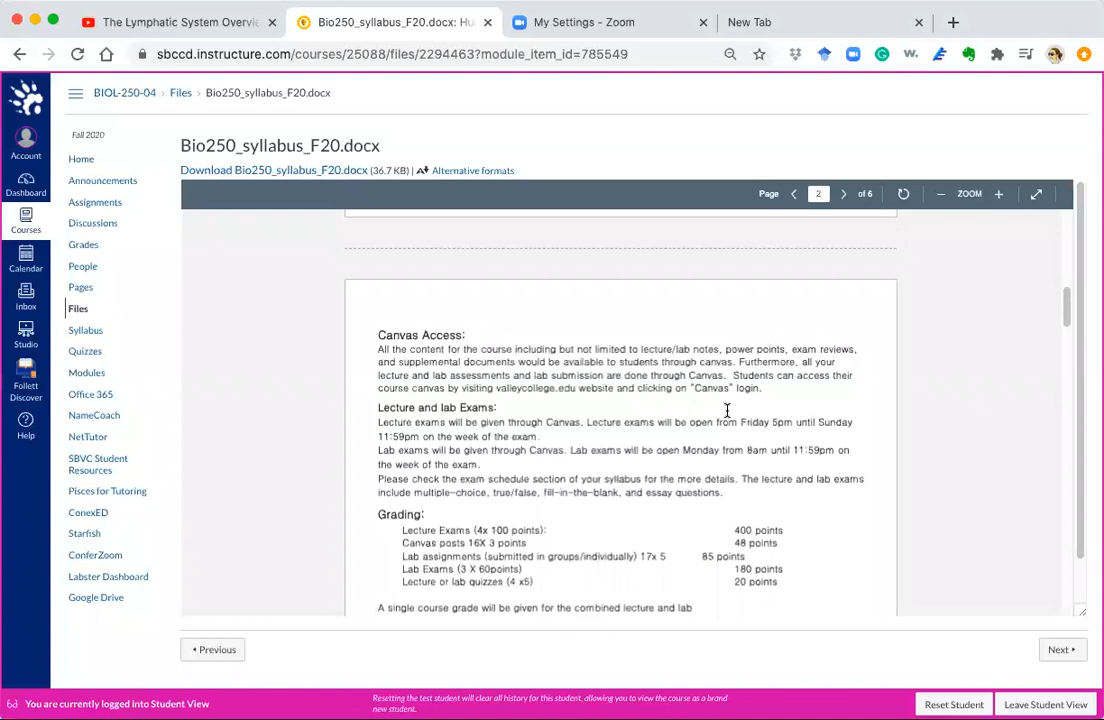 The Lymphatic System Overvie
Bio250_syllabus_F20.docx: Hu
My Settings - Zoom
New Tab
sbccd.instructure.com/courses/25088/files/2294463?module_item_id=785549
BIOL-250-04 › Files › Bio250_syllabus_F20.docx
Account
Dashboard
Courses
Calendar
Inbox
Studio
Follett
Discover
Help
Fall 2020
Home
Announcements
Assignments
Discussions
Grades
People
Pages
Files
Syllabus
Quizzes
Modules
Office 365
NameCoach
NetTutor
SBVC Student
Resources
Pisces for Tutoring
ConexED
Starfish
ConferZoom
Labster Dashboard
Google Drive
Bio250_syllabus_F20.docx
Download Bio250_syllabus_F20.docx (36.7 KB) | Alternative formats
Page 2 of 6 ZOOM
Canvas Access:
All the content for the course including but not limited to lecture/lab notes, power points, exam reviews,
and supplemental documents would be available to students through canvas. Furthermore, all your
lecture and lab assessments and lab submission are done through Canvas. Students can access their
course canvas by visiting valleycollege.edu website and clicking on "Canvas" login.
Lecture and lab Exams:
Lecture exams will be given through Canvas. Lecture exams will be open from Friday 5pm until Sunday
11:59pm on the week of the exam.
Lab exams will be given through Canvas. Lab exams will be open Monday from 8am until 11:59pm on
the week of the exam.
Please check the exam schedule section of your syllabus for the more details. The lecture and lab exams
include multiple-choice, true/false, fill-in-the-blank, and essay questions.
Grading:
Lecture Exams (4x 100 points): 400 points
Canvas posts 16X 3 points 48 points
Lab assignments (submitted in groups/individually) 17x 5 85 points
Lab Exams (3 X 60points) 180 points
Lecture or lab quizzes (4 x5) 20 points
A single course grade will be given for the combined lecture and lab
Previous
Next
You are currently logged into Student View
Resetting the test student will clear all history for this student, allowing you to view the course as a brand
new student.
Reset Student
Leave Student View